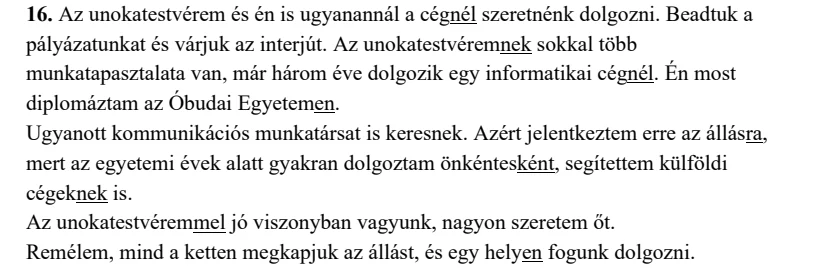 16. Az unokatestvérem és én is ugyanannál a cégnél szeretnénk dolgozni. Beadtuk a
pályázatunkat és várjuk az interjút. Az unokatestvéremnek sokkal több
munkatapasztalata van, már három éve dolgozik egy informatikai cégnél. Én most
diplomáztam az Óbudai Egyetemen.
Ugyanott kommunikációs munkatársat is keresnek. Azért jelentkeztem erre az állásra,
mert az egyetemi évek alatt gyakran dolgoztam önkéntesként, segítettem külföldi
cégeknek is.
Az unokatestvéremmel jó viszonyban vagyunk, nagyon szeretem őt.
Remélem, mind a ketten megkapjuk az állást, és egy helyen fogunk dolgozni.